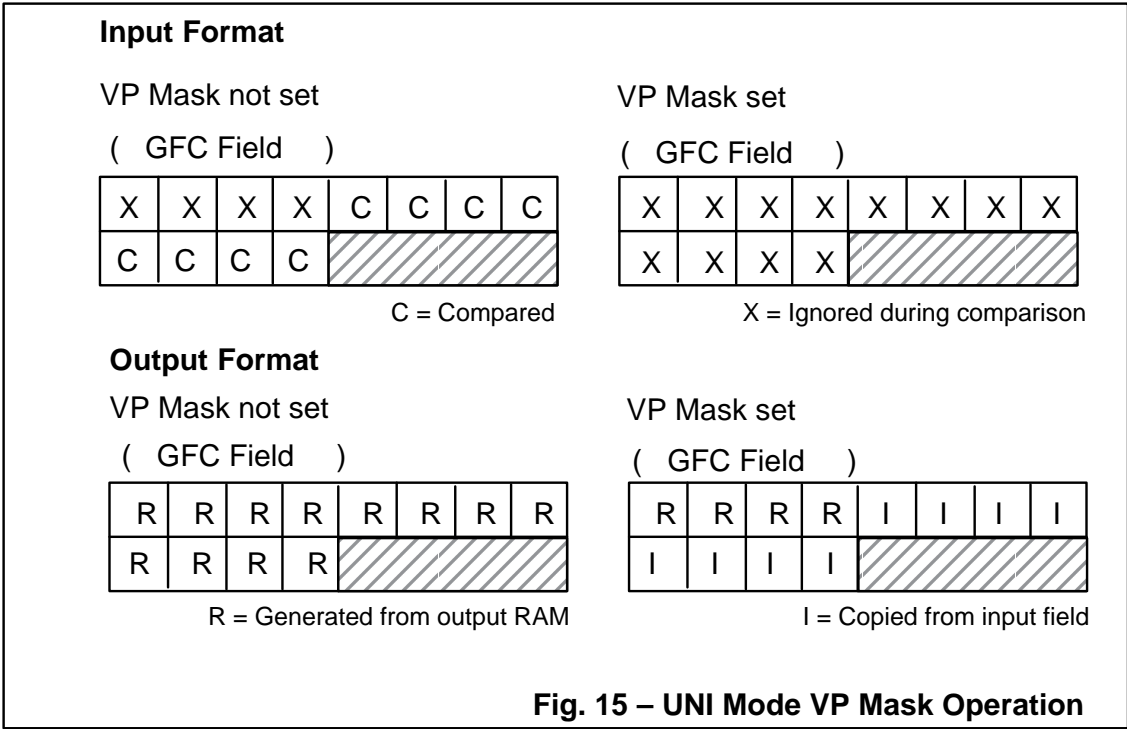 Input Format
VP Mask not set
( GFC Field )
X X X X C C C C
C C C C
C = Compared
VP Mask set
( GFC Field )
X X X X X X X X
X X X X
X = Ignored during comparison
Output Format
VP Mask not set
( GFC Field )
R R R R R R R R
R R R R
R = Generated from output RAM
VP Mask set
( GFC Field )
R R R R I I I I
I I I I
I = Copied from input field
Fig. 15 – UNI Mode VP Mask Operation